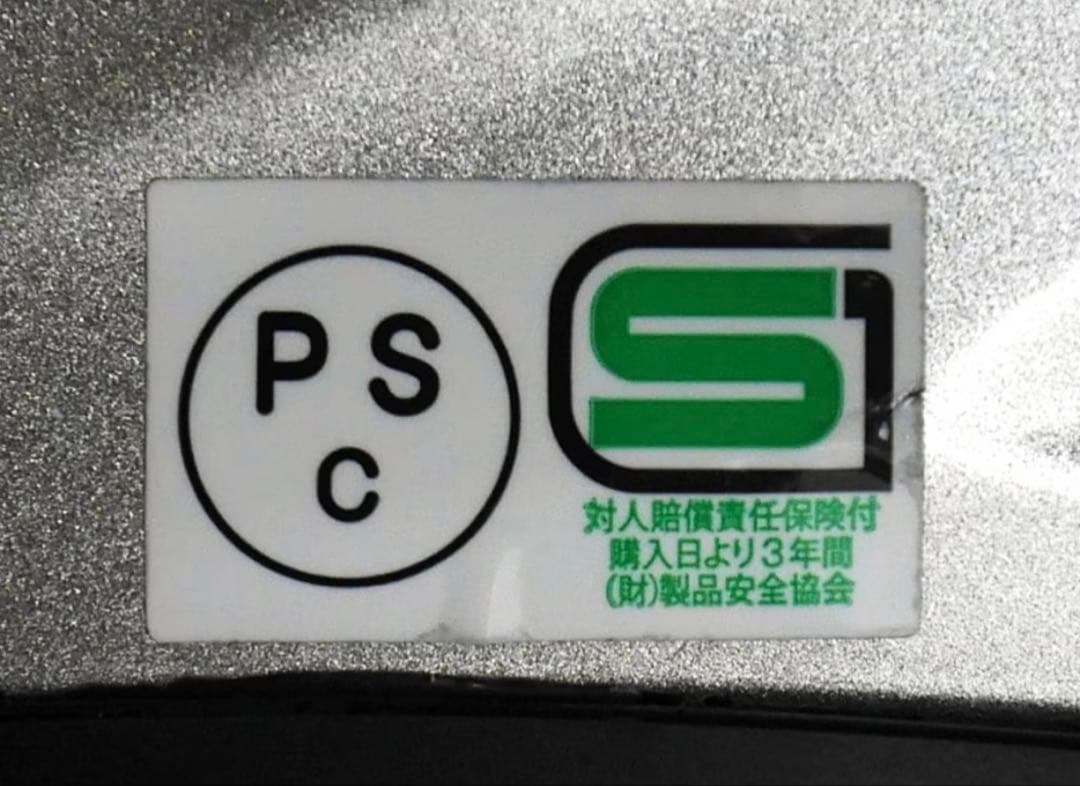 PS
C
SG
対人賠償責任保険付
購入日より3年間
(財)製品安全協会